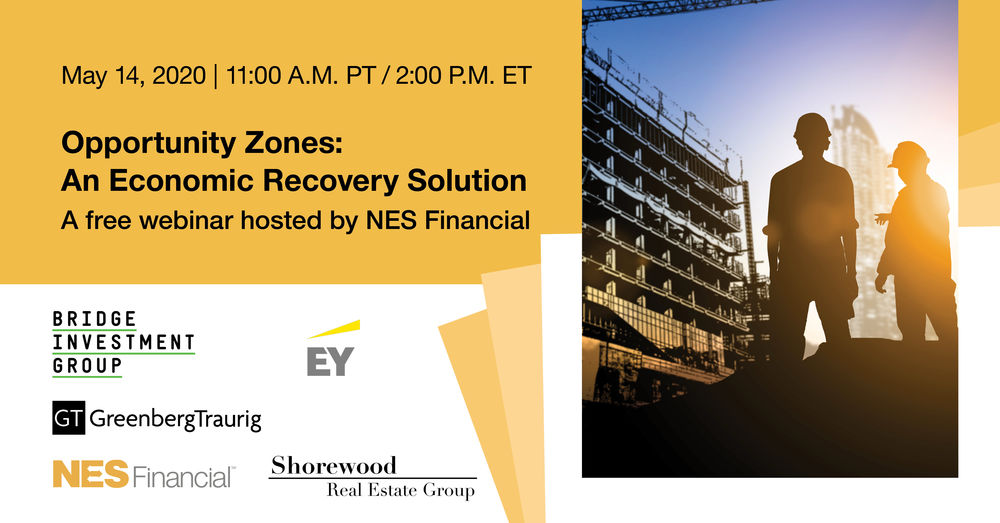 May 14, 2020 | 11:00 A.M. PT / 2:00 P.M. ET
Opportunity Zones:
An Economic Recovery Solution
A free webinar hosted by NES Financial
BRIDGE
INVESTMENT
GROUP
EY
GT GreenbergTraurig
NES Financial™
Shorewood
Real Estate Group